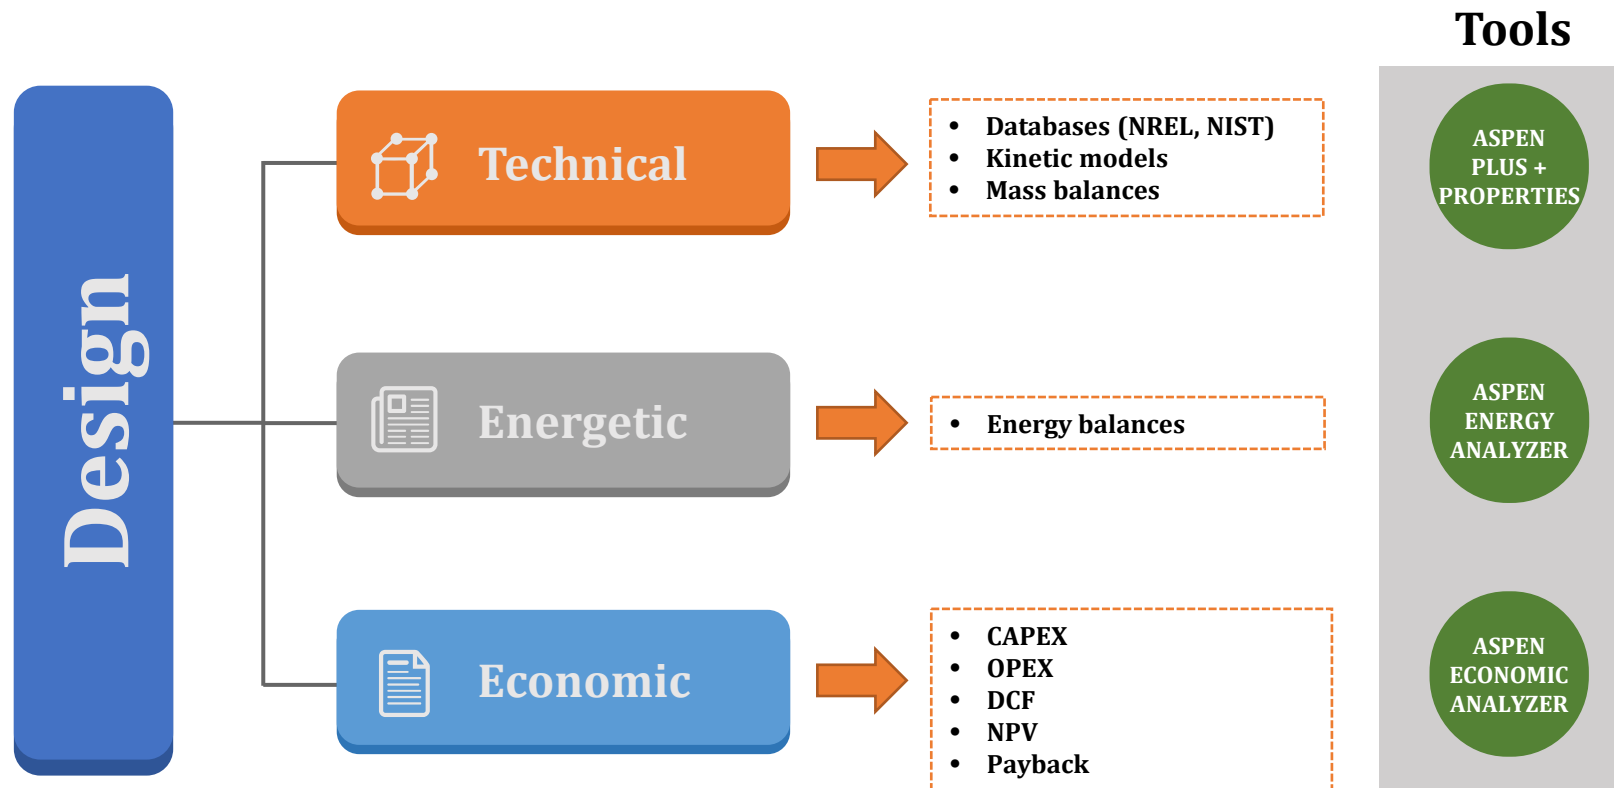 Tools
Design
Technical
• Databases (NREL, NIST)
• Kinetic models
• Mass balances
ASPEN
PLUS +
PROPERTIES
Energetic
• Energy balances
ASPEN
ENERGY
ANALYZER
Economic
• CAPEX
• OPEX
• DCF
• NPV
• Payback
ASPEN
ECONOMIC
ANALYZER